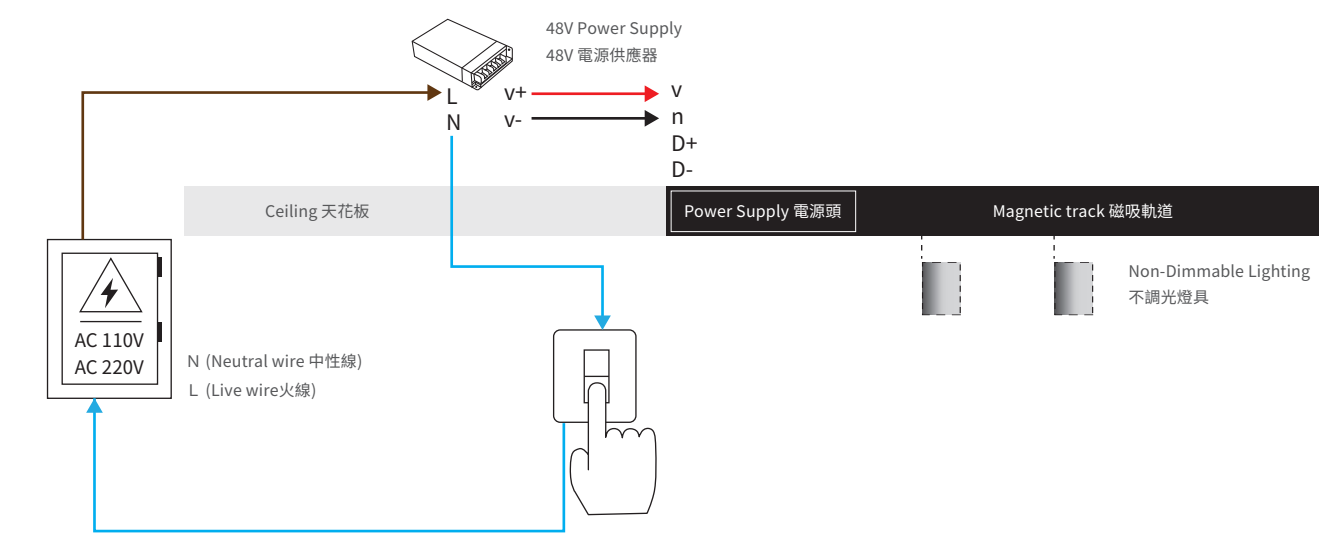 48V Power Supply
48V 電源供應器
L
v+
v
N
v-
n
D+
D-
Ceiling 天花板
Power Supply 電源頭
Magnetic track 磁吸軌道
Non-Dimmable Lighting
不調光燈具
AC 110V
AC 220V
N (Neutral wire 中性線)
L (Live wire火線)